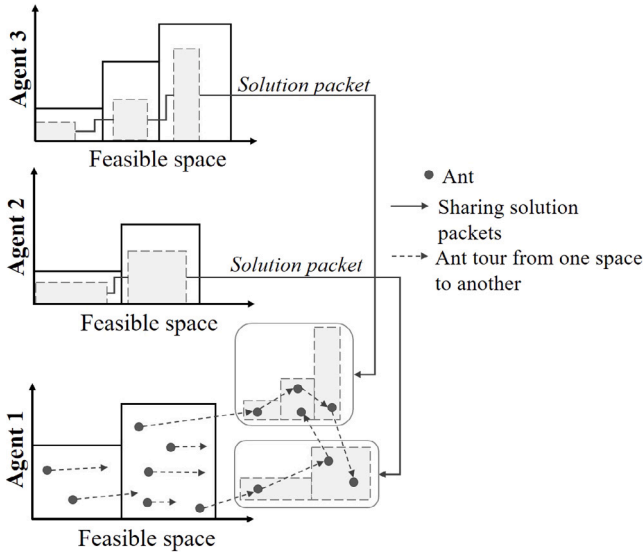 Agent 3
Solution packet
Feasible space
Ant
Sharing solution
packets
Ant tour from one space
to another
Agent 2
Solution packet
Feasible space
Agent 1
Feasible space